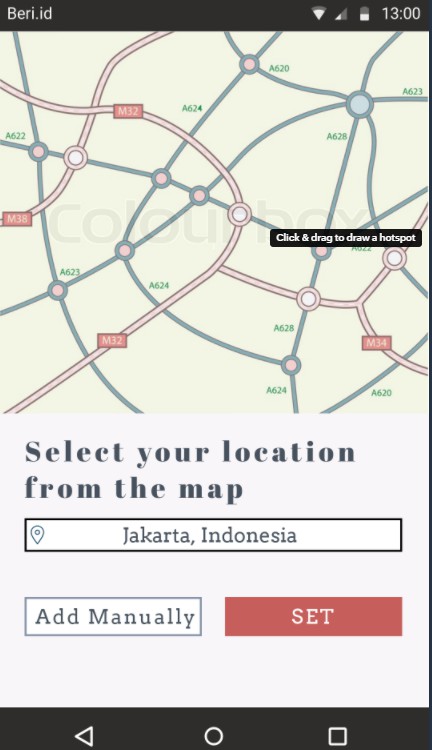 Beri.id
13:00
A620
A623
M32
A624
A628
A622
M38
Colourbox
Click & drag to draw a hotspot
A622
A623
A624
A628
M32
M34
A624
A620
Select your location
from the map
Jakarta, Indonesia
Add Manually
SET